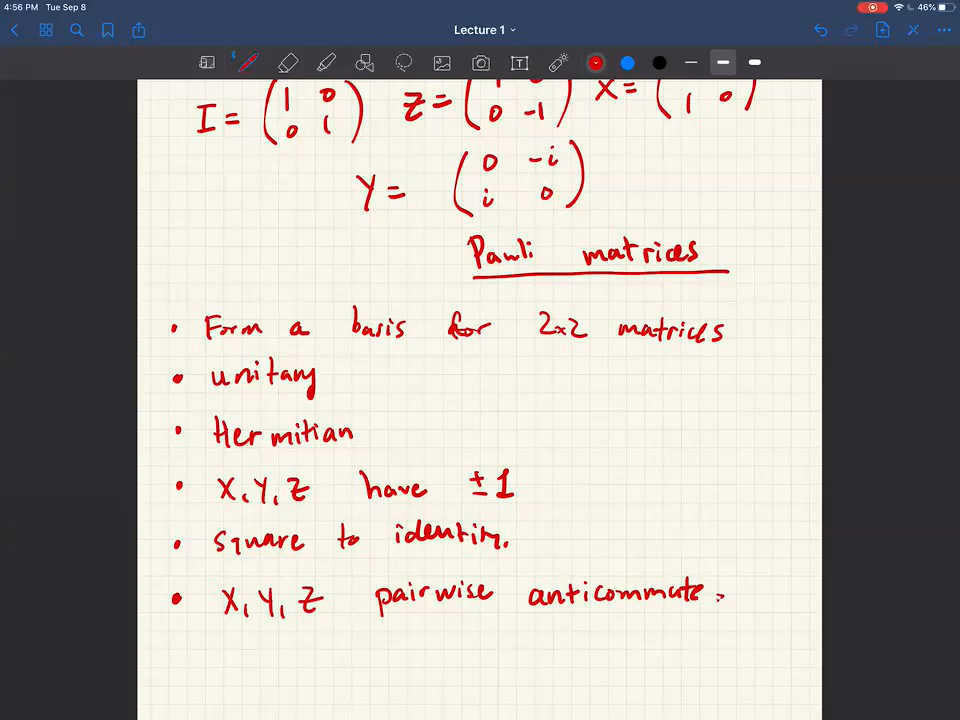 4:56 PM Tue Sep 8
46%
Lecture 1
I = ( 1 0
0 1 ) Z = (
0 -1 ) X = (
1 0 )
Y = ( 0 -i
i 0 )
Pauli matrices
• Form a basis for 2x2 matrices
• unitary
• Hermitian
• X, Y, Z have ±1
• square to identity.
• X, Y, Z pairwise anticommute,